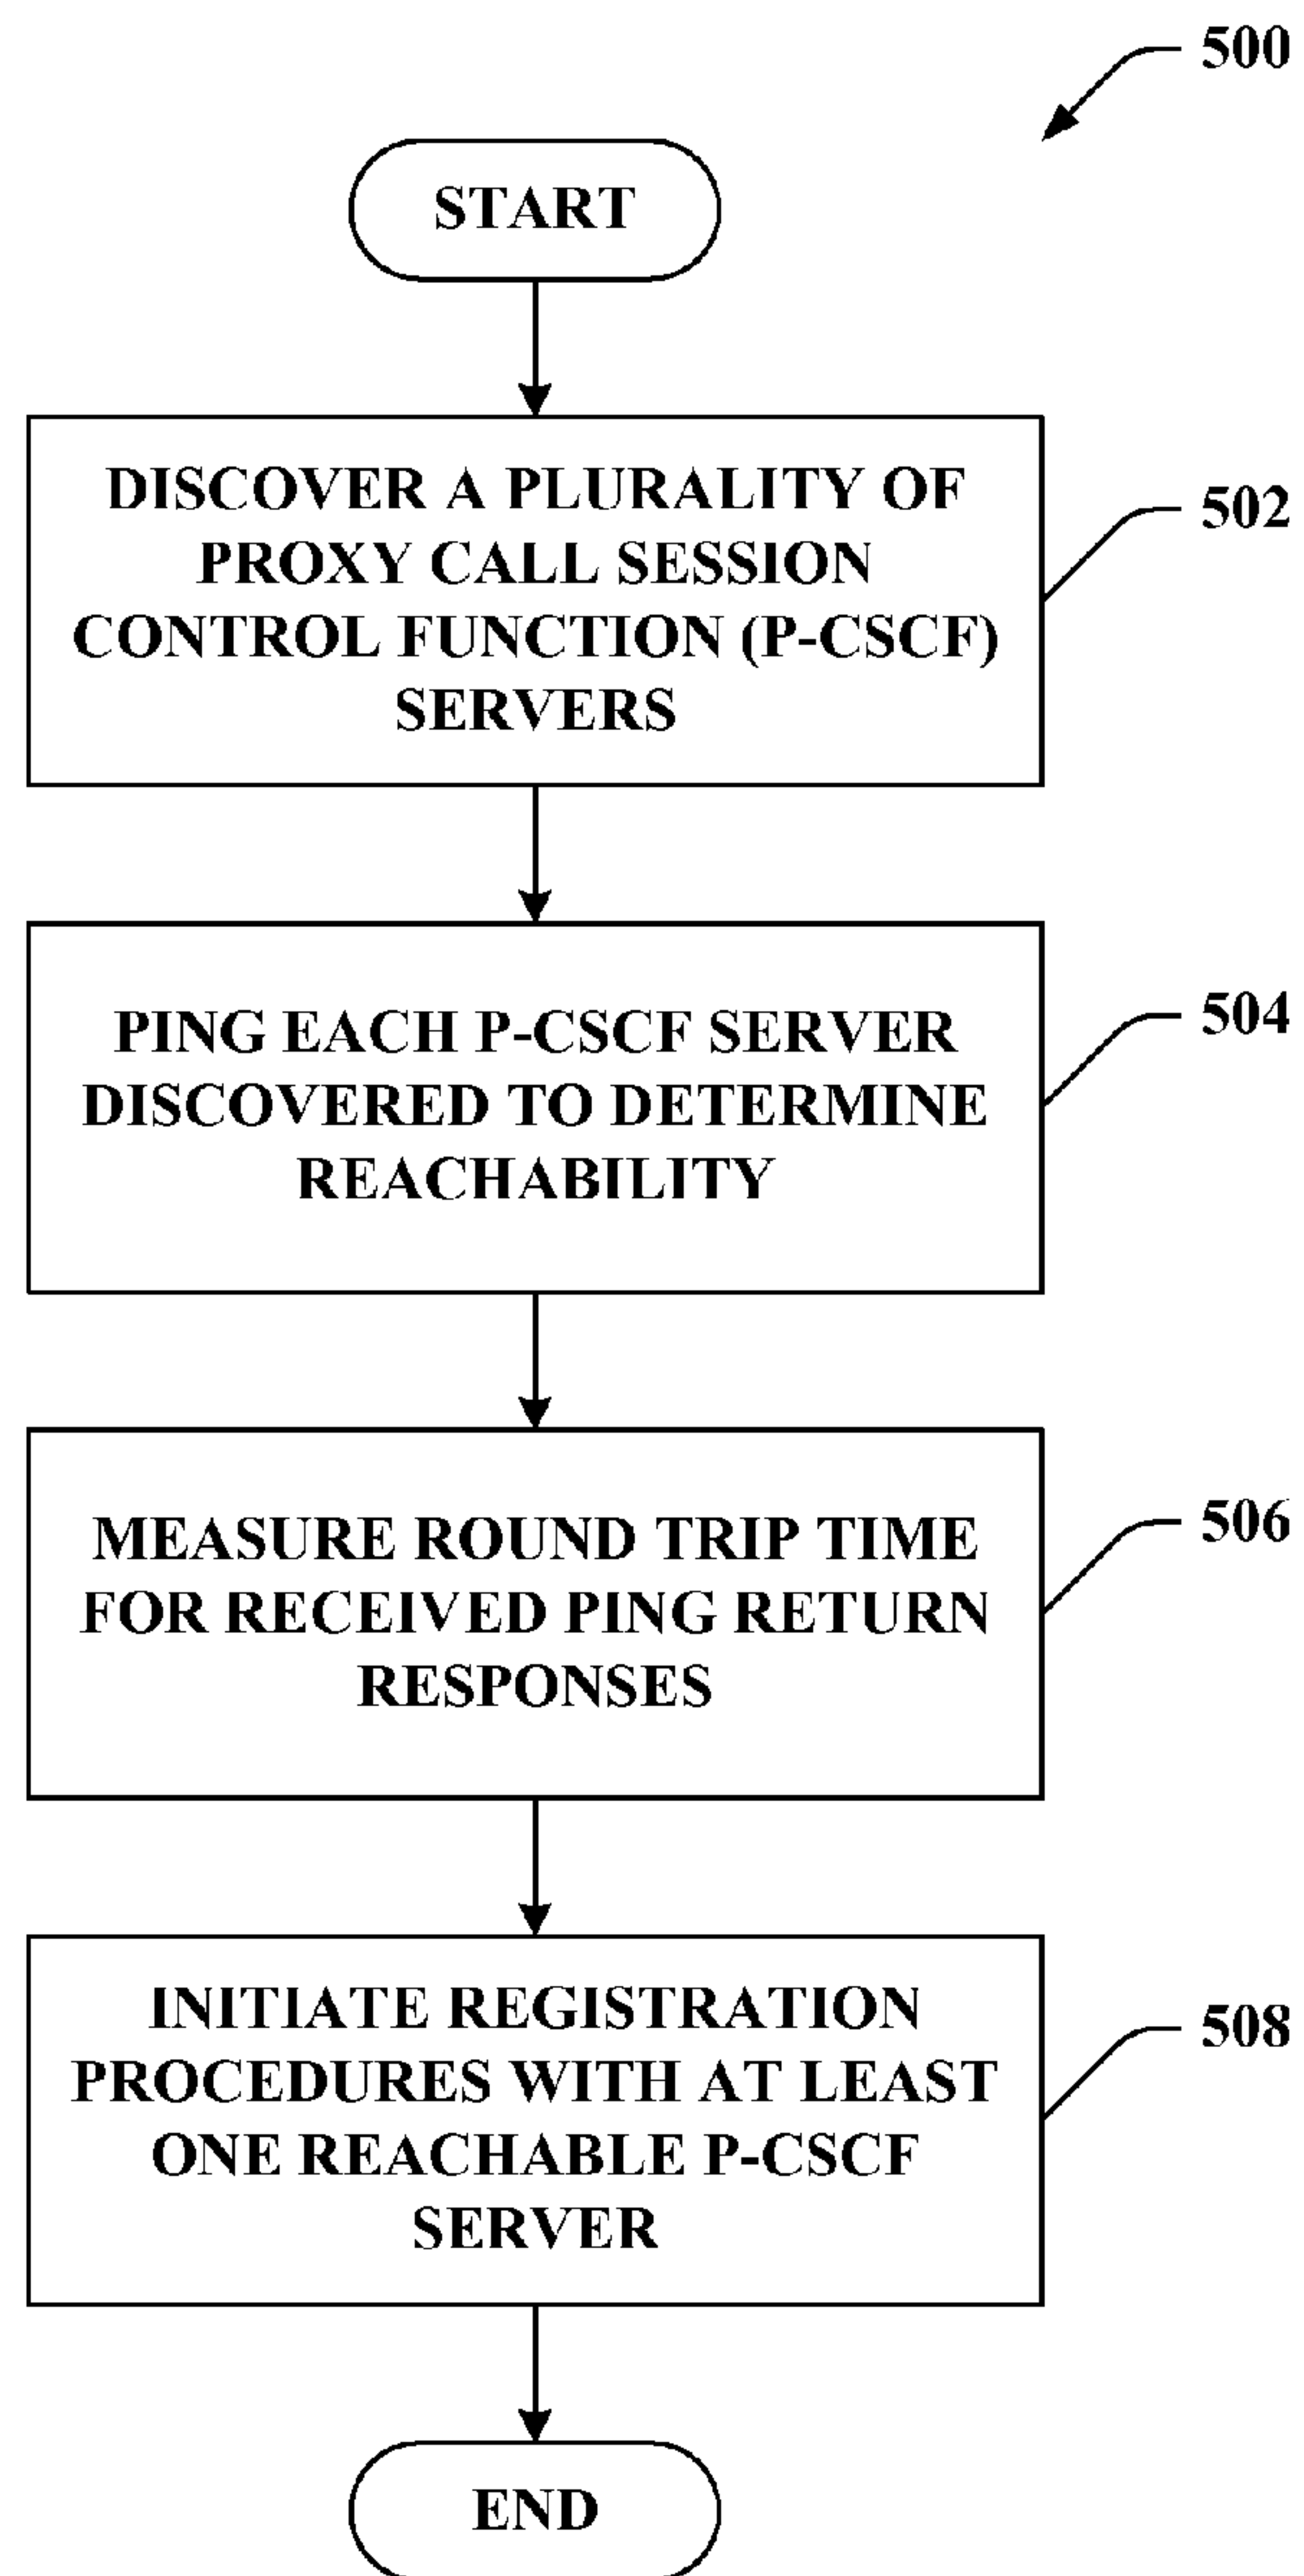 500
START
DISCOVER A PLURALITY OF
PROXY CALL SESSION
CONTROL FUNCTION (P-CSCF)
SERVERS
502
PING EACH P-CSCF SERVER
DISCOVERED TO DETERMINE
REACHABILITY
504
MEASURE ROUND TRIP TIME
FOR RECEIVED PING RETURN
RESPONSES
506
INITIATE REGISTRATION
PROCEDURES WITH AT LEAST
ONE REACHABLE P-CSCF
SERVER
508
END